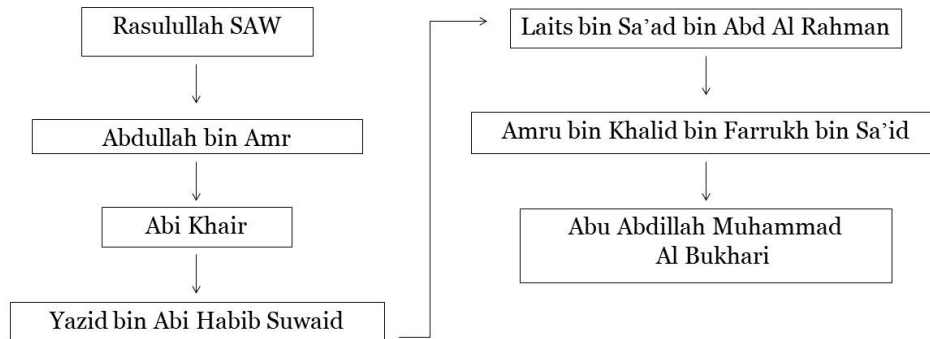 Rasulullah SAW
Abdullah bin Amr
Abi Khair
Yazid bin Abi Habib Suwaid
Laits bin Sa’ad bin Abd Al Rahman
Amru bin Khalid bin Farrukh bin Sa’id
Abu Abdillah Muhammad
Al Bukhari